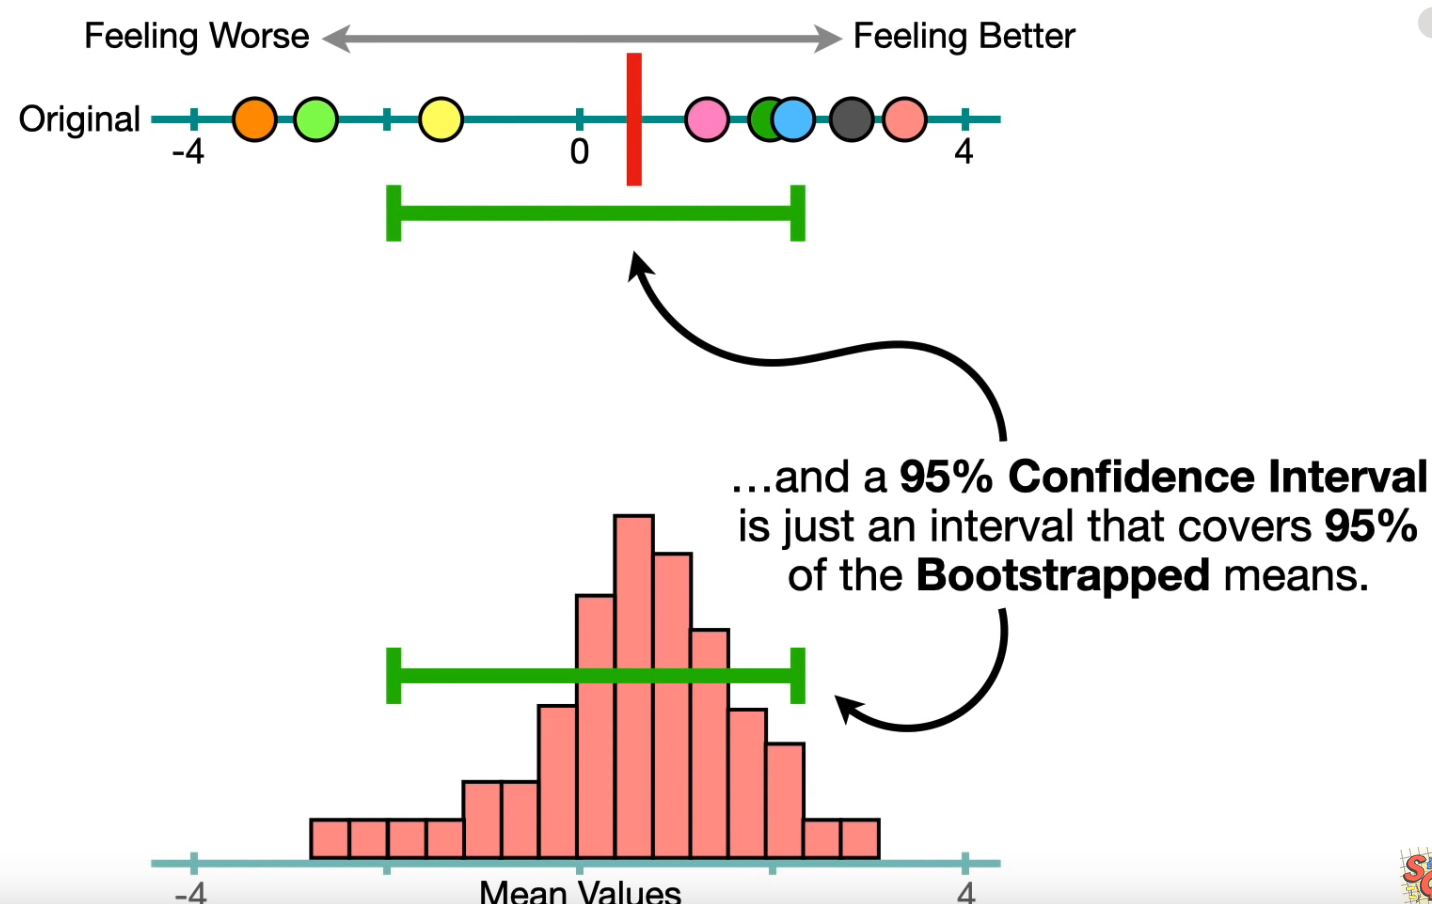 Feeling Worse Feeling Better
Original
-4 0 4
…and a 95% Confidence Interval
is just an interval that covers 95%
of the Bootstrapped means.
-4 Mean Values 4